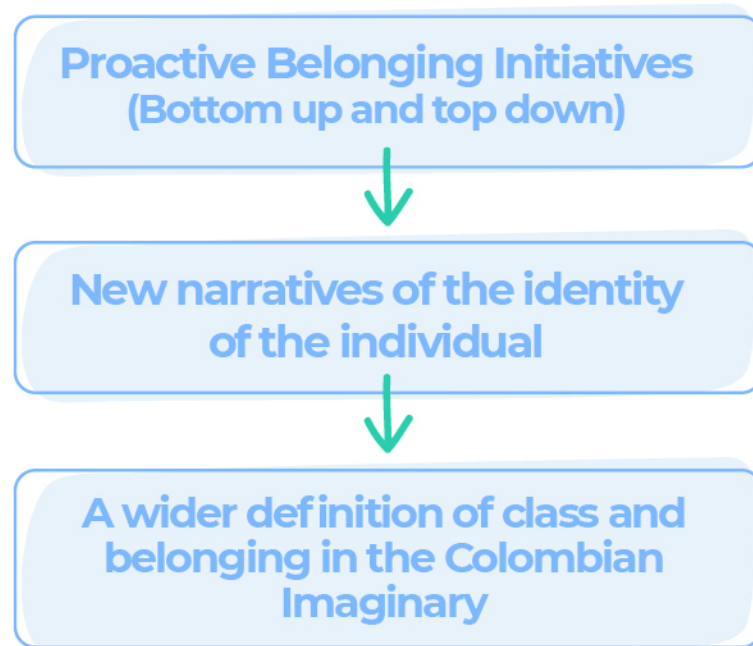 Proactive Belonging Initiatives
(Bottom up and top down)
New narratives of the identity
of the individual
A wider definition of class and
belonging in the Colombian
Imaginary